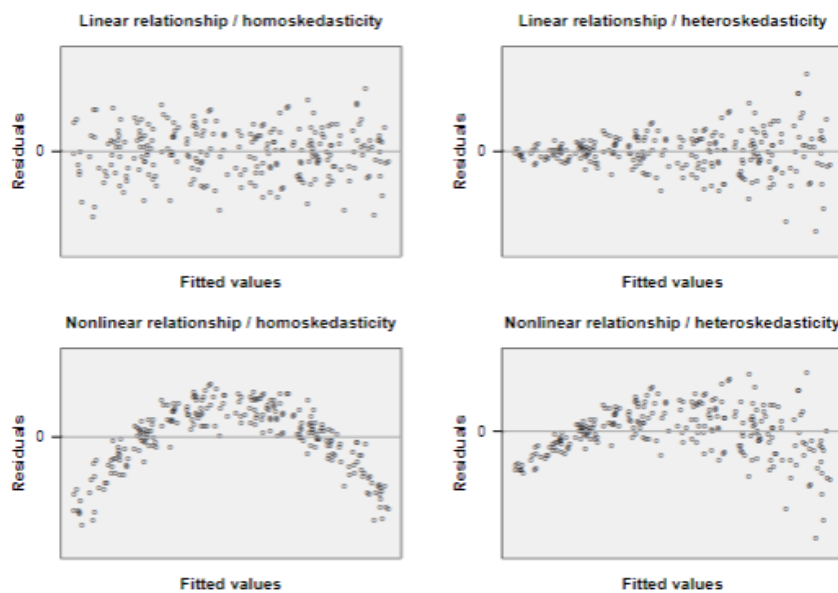 Linear relationship / homoskedasticity
Residuals
0
Fitted values
Linear relationship / heteroskedasticity
Residuals
0
Fitted values
Nonlinear relationship / homoskedasticity
Residuals
0
Fitted values
Nonlinear relationship / heteroskedasticity
Residuals
0
Fitted values